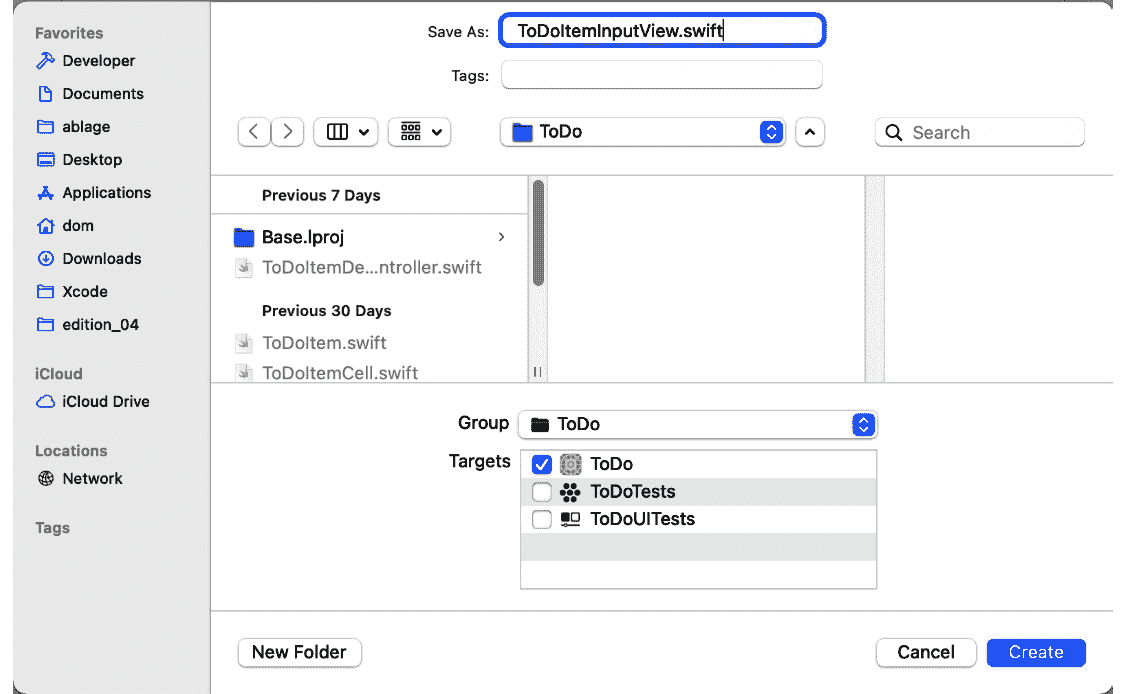 Favorites
Developer
Documents
ablage
Desktop
Applications
dom
Downloads
Xcode
edition_04
iCloud
iCloud Drive
Locations
Network
Tags
Save As: ToDoItemInputView.swift
Tags:
ToDo
Search
Previous 7 Days
Base.lproj
ToDoItemDe...ntroller.swift
Previous 30 Days
ToDoItem.swift
ToDoItemCell.swift
Group ToDo
Targets ToDo
ToDoTests
ToDoUITests
New Folder Cancel Create